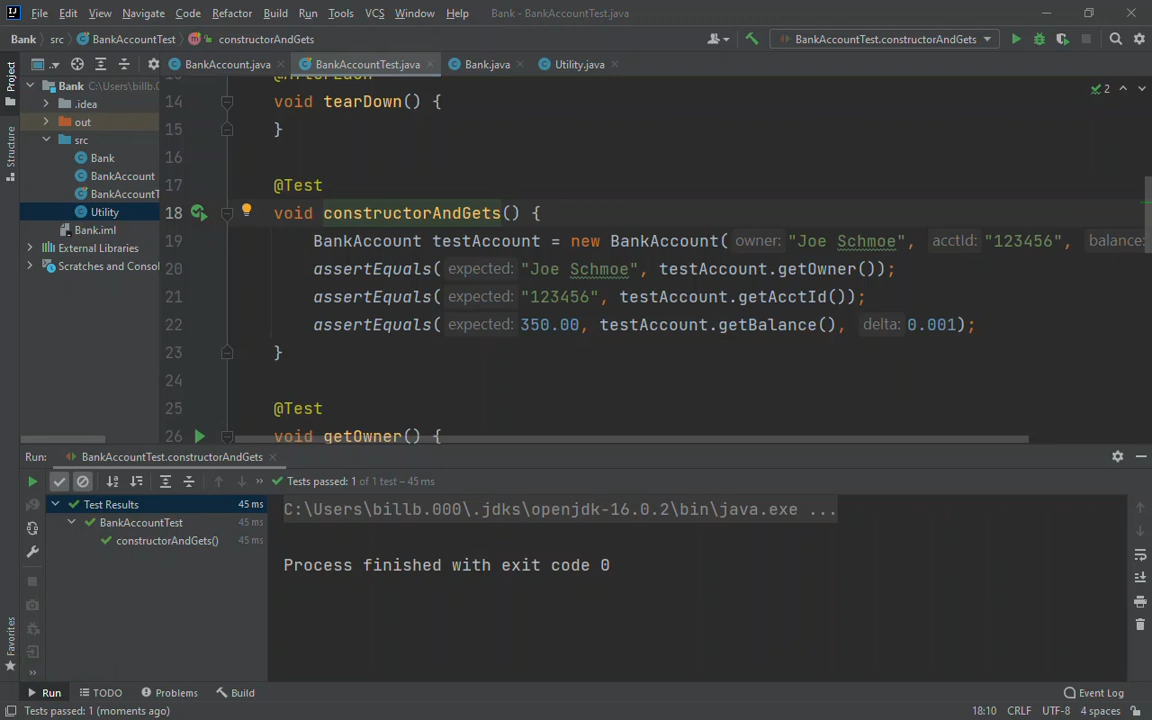 File Edit View Navigate Code Refactor Build Run Tools VCS Window Help Bank - BankAccountTest.java
Bank src BankAccountTest constructorAndGets BankAccountTest.constructorAndGets
BankAccount.java BankAccountTest.java Bank.java Utility.java
Project
Structure
Favorites
Bank C:\Users\billb.0
.idea
out
src
Bank
BankAccount
BankAccountT
Utility
Bank.iml
External Libraries
Scratches and Consol
2
14 void tearDown() {
15 }
16
17 @Test
18 void constructorAndGets() {
19 BankAccount testAccount = new BankAccount( owner: "Joe Schmoe", acctId: "123456", balance:
20 assertEquals( expected: "Joe Schmoe", testAccount.getOwner());
21 assertEquals( expected: "123456", testAccount.getAcctId());
22 assertEquals( expected: 350.00, testAccount.getBalance(), delta: 0.001);
23 }
24
25 @Test
26 void getOwner() {
Run: BankAccountTest.constructorAndGets
Tests passed: 1 of 1 test – 45 ms
Test Results 45 ms
BankAccountTest 45 ms
constructorAndGets() 45 ms
C:\Users\billb.000\.jdks\openjdk-16.0.2\bin\java.exe ...
Process finished with exit code 0
Run TODO Problems Build Event Log
Tests passed: 1 (moments ago) 18:10 CRLF UTF-8 4 spaces